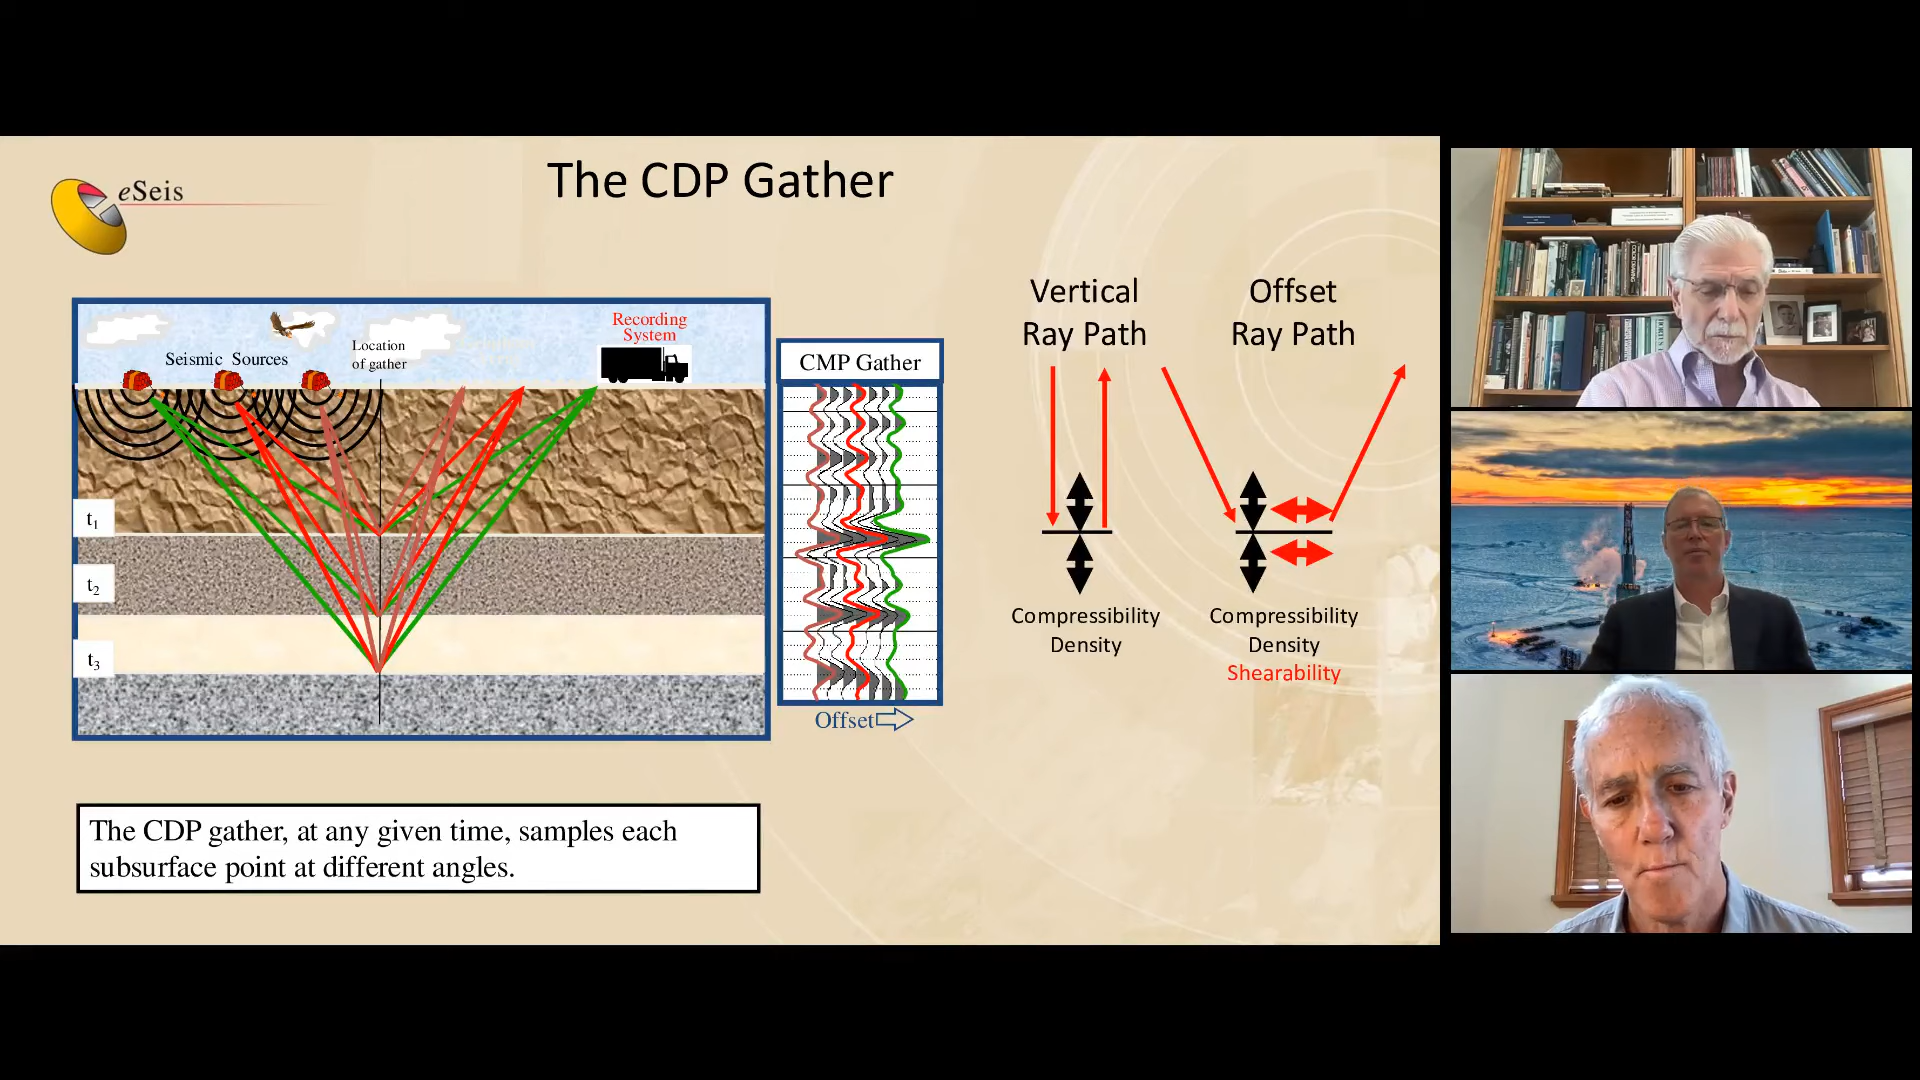 The CDP Gather
eSeis
Seismic Sources
Location
of gather
Recording
System
t1
t2
t3
CMP Gather
Offset
Vertical
Ray Path
Compressibility
Density
Offset
Ray Path
Compressibility
Density
Shearability
The CDP gather, at any given time, samples each
subsurface point at different angles.